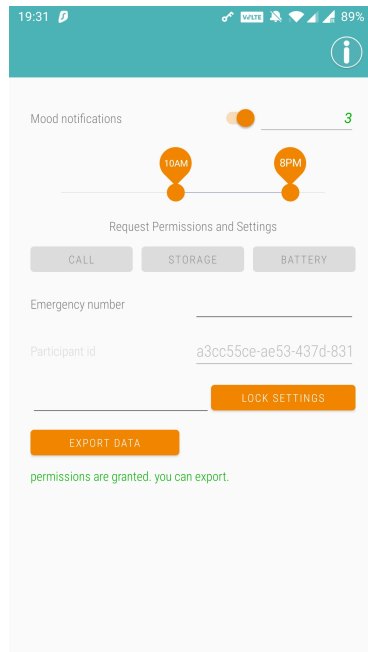 19:31 VoLTE 89%
Mood notifications 3
10AM 8PM
Request Permissions and Settings
CALL STORAGE BATTERY
Emergency number
Participant id a3cc55ce-ae53-437d-831
LOCK SETTINGS
EXPORT DATA
permissions are granted. you can export.